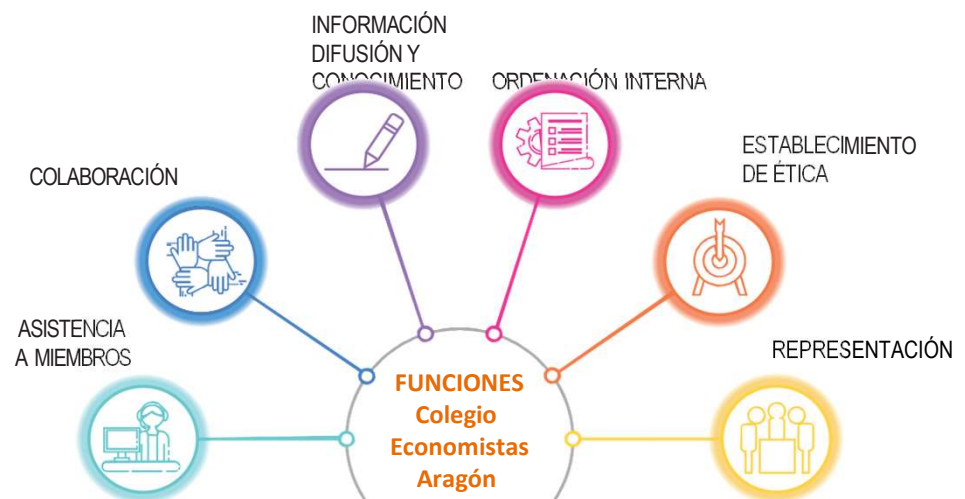 INFORMACIÓN
DIFUSIÓN Y
CONOCIMIENTO
ORDENACIÓN INTERNA
ESTABLECIMIENTO
DE ÉTICA
COLABORACIÓN
ASISTENCIA
A MIEMBROS
REPRESENTACIÓN
FUNCIONES
Colegio
Economistas
Aragón